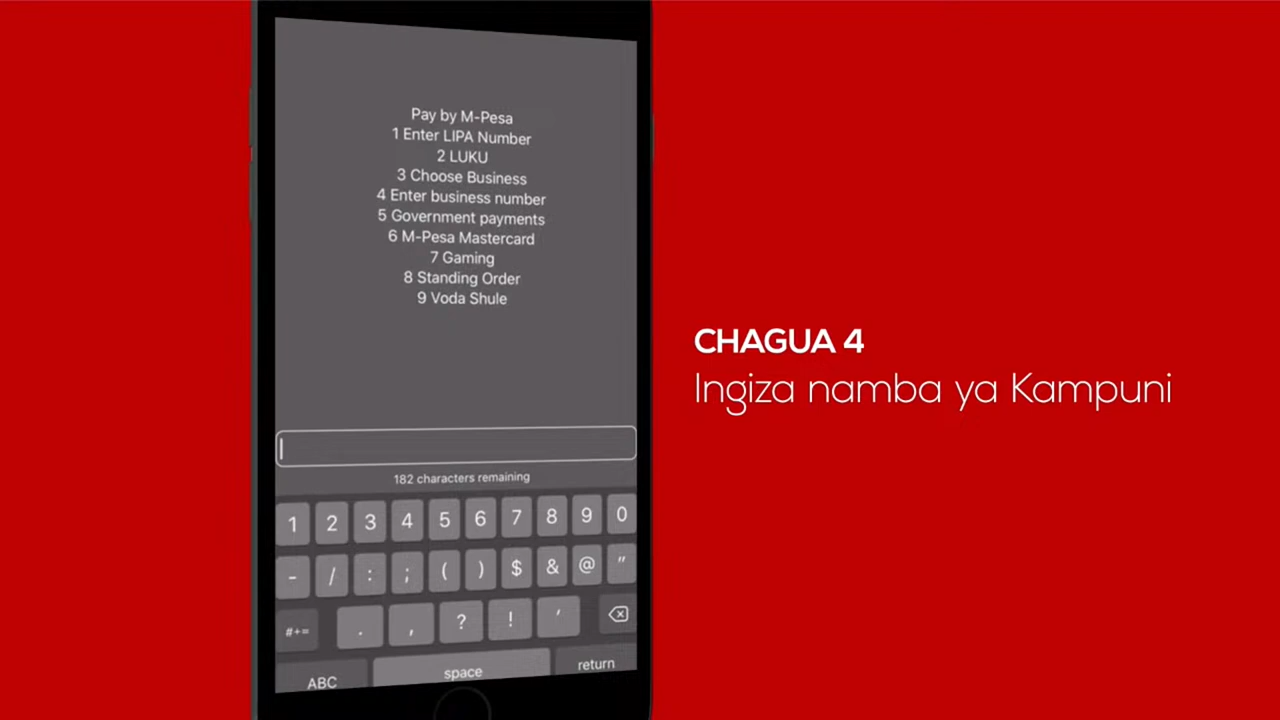 Pay by M-Pesa
1 Enter LIPA Number
2 LUKU
3 Choose Business
4 Enter business number
5 Government payments
6 M-Pesa Mastercard
7 Gaming
8 Standing Order
9 Voda Shule
CHAGUA 4
Ingiza namba ya Kampuni
182 characters remaining
1 2 3 4 5 6 7 8 9 0
- / : ; ( ) $ & @ "
#+= . , ? ! '
ABC space return